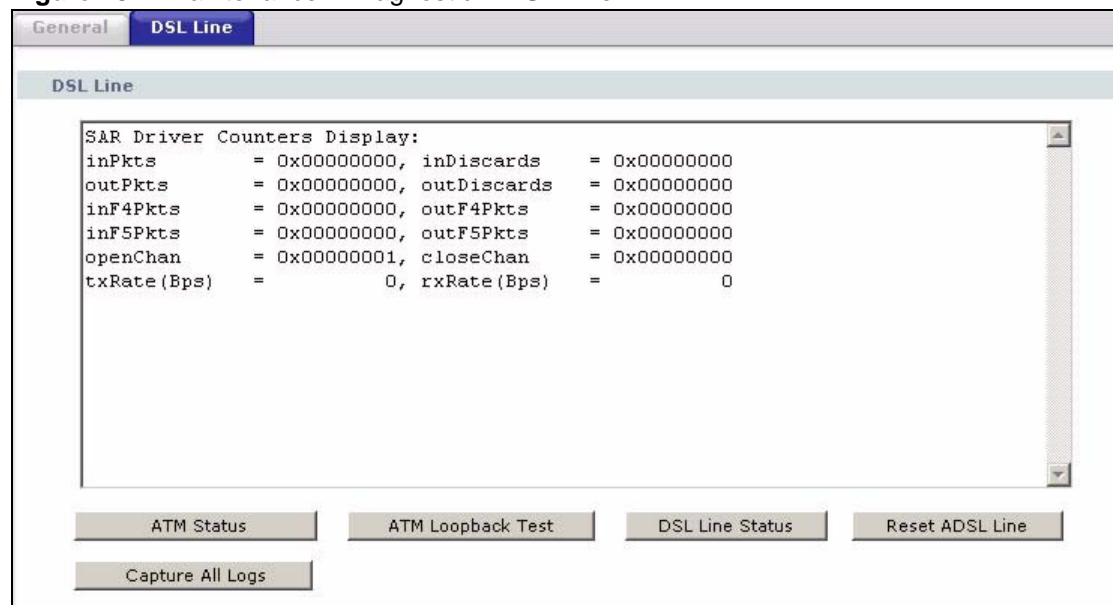 General DSL Line
DSL Line
SAR Driver Counters Display:
inPkts = 0x00000000, inDiscards = 0x00000000
outPkts = 0x00000000, outDiscards = 0x00000000
inF4Pkts = 0x00000000, outF4Pkts = 0x00000000
inF5Pkts = 0x00000000, outF5Pkts = 0x00000000
openChan = 0x00000001, closeChan = 0x00000000
txRate(Bps) = 0, rxRate(Bps) = 0
ATM Status ATM Loopback Test DSL Line Status Reset ADSL Line
Capture All Logs